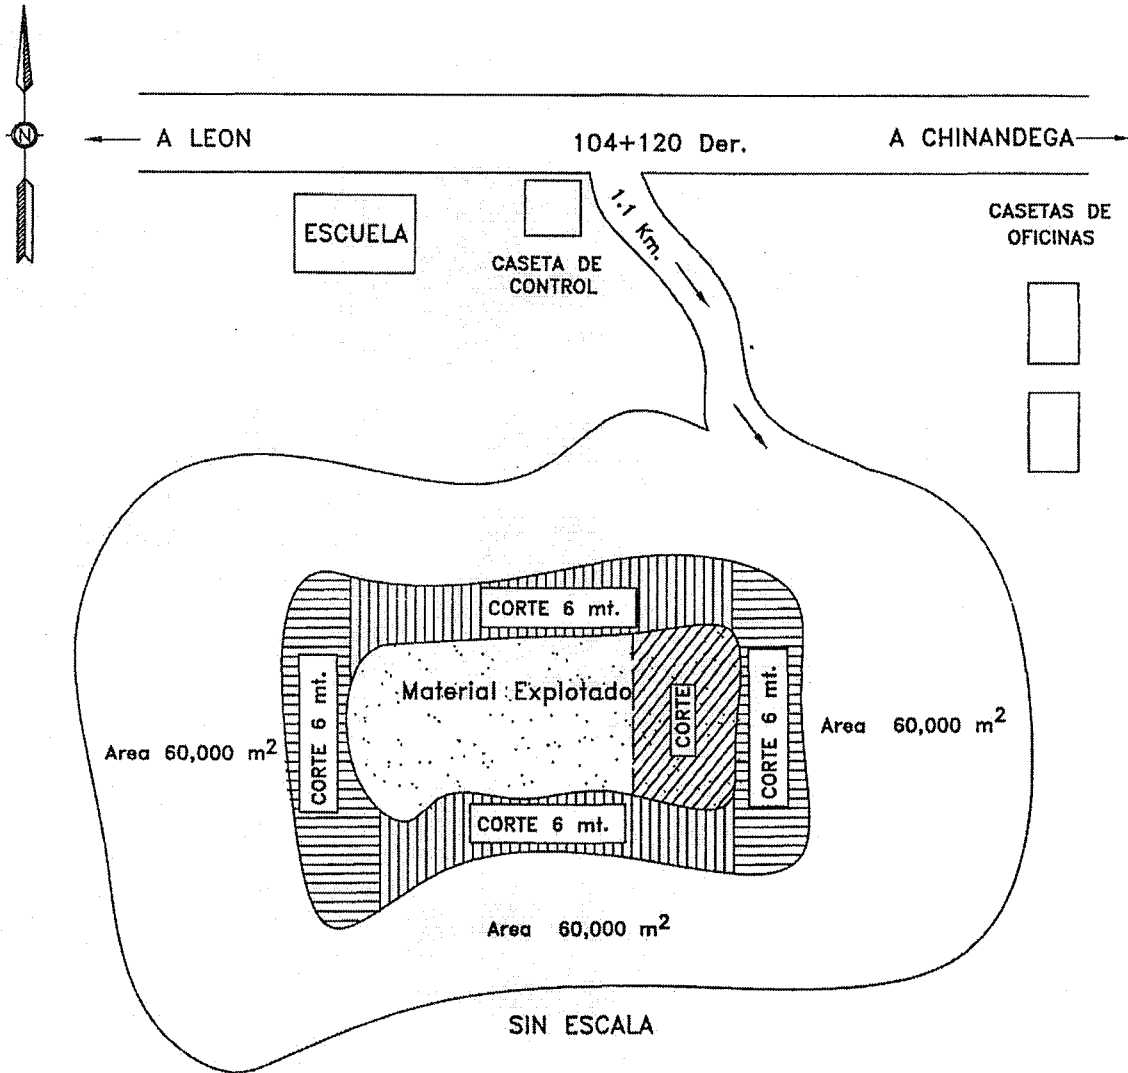 N
A LEON
104+120 Der.
A CHINANDEGA
1.1 Km.
ESCUELA
CASETA DE
CONTROL
CASETAS DE
OFICINAS
CORTE 6 mt.
Material Explotado
CORTE
CORTE 6 mt.
CORTE 6 mt.
CORTE 6 mt.
Area 60,000 m²
Area 60,000 m²
Area 60,000 m²
SIN ESCALA